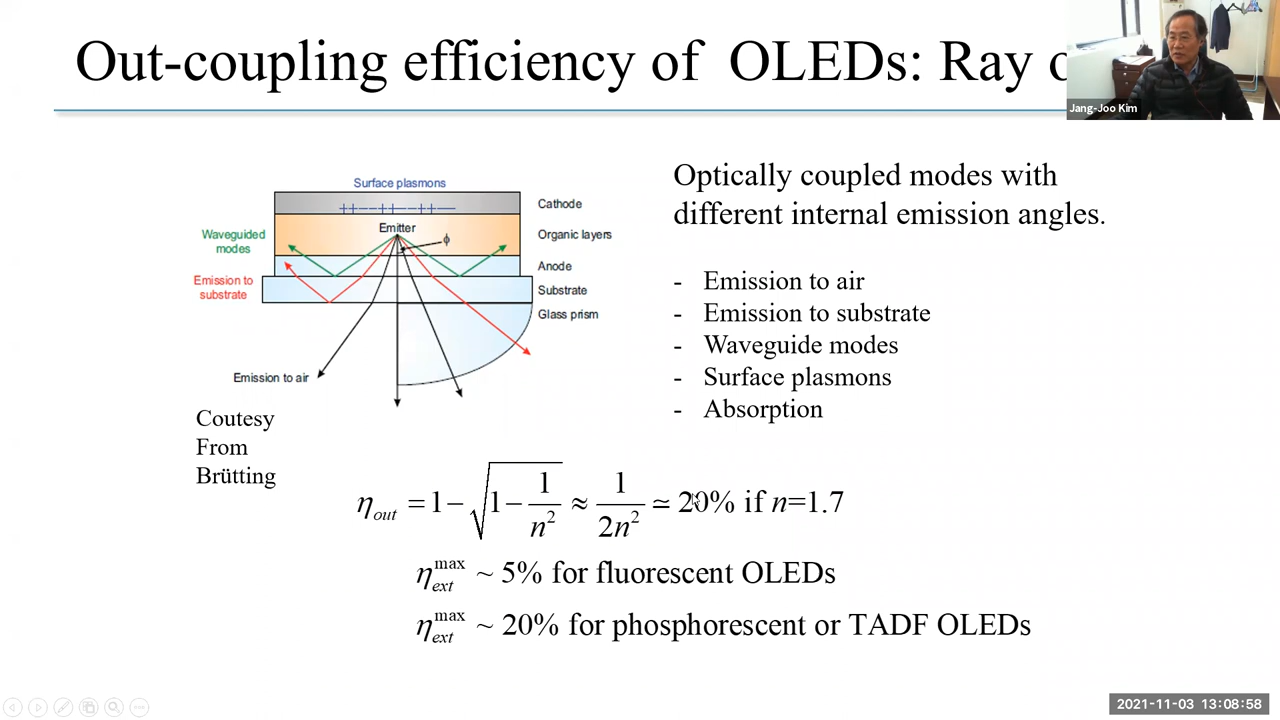 Out-coupling efficiency of OLEDs: Ray
Jang-Joo Kim
Surface plasmons
Cathode
Waveguided
modes
Emitter
ϕ
Organic layers
Anode
Emission to
substrate
Substrate
Glass prism
Emission to air
Coutesy
From
Brütting
Optically coupled modes with
different internal emission angles.
- Emission to air
- Emission to substrate
- Waveguide modes
- Surface plasmons
- Absorption
η_out = 1 − √(1 − 1/n²) ≈ 1/(2n²) ≃ 20% if n=1.7
η_ext^max ~ 5% for fluorescent OLEDs
η_ext^max ~ 20% for phosphorescent or TADF OLEDs
2021-11-03 13:08:58